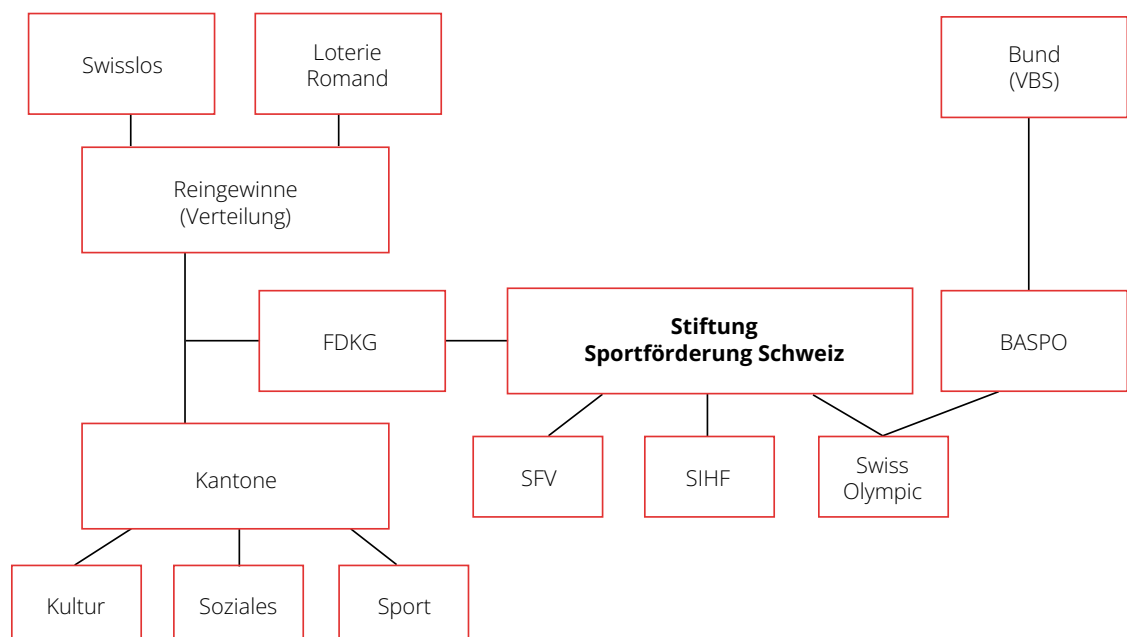 Swisslos
Loterie
Romand
Bund
(VBS)
Reingewinne
(Verteilung)
FDKG
Stiftung
Sportförderung Schweiz
BASPO
Kantone
SFV
SIHF
Swiss
Olympic
Kultur
Soziales
Sport